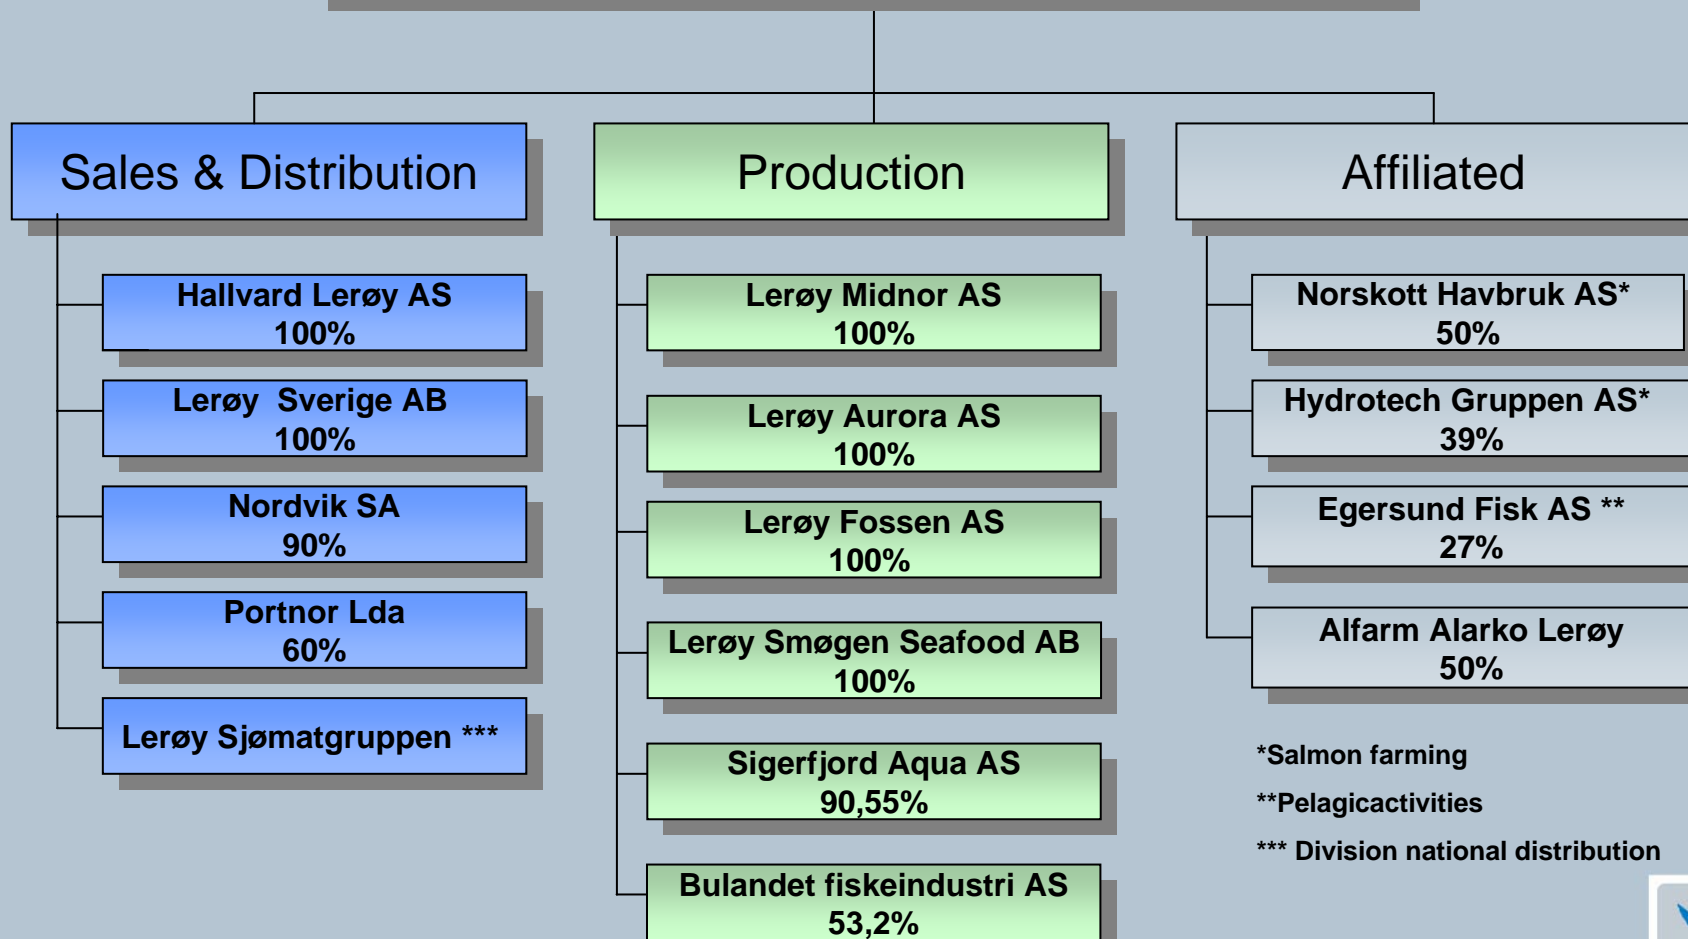 Sales & Distribution
Hallvard Lerøy AS
100%
Lerøy Sverige AB
100%
Nordvik SA
90%
Portnor Lda
60%
Lerøy Sjømatgruppen ***
Production
Lerøy Midnor AS
100%
Lerøy Aurora AS
100%
Lerøy Fossen AS
100%
Lerøy Smøgen Seafood AB
100%
Sigerfjord Aqua AS
90,55%
Bulandet fiskeindustri AS
53,2%
Affiliated
Norskott Havbruk AS*
50%
Hydrotech Gruppen AS*
39%
Egersund Fisk AS **
27%
Alfarm Alarko Lerøy
50%
*Salmon farming
**Pelagicactivities
*** Division national distribution